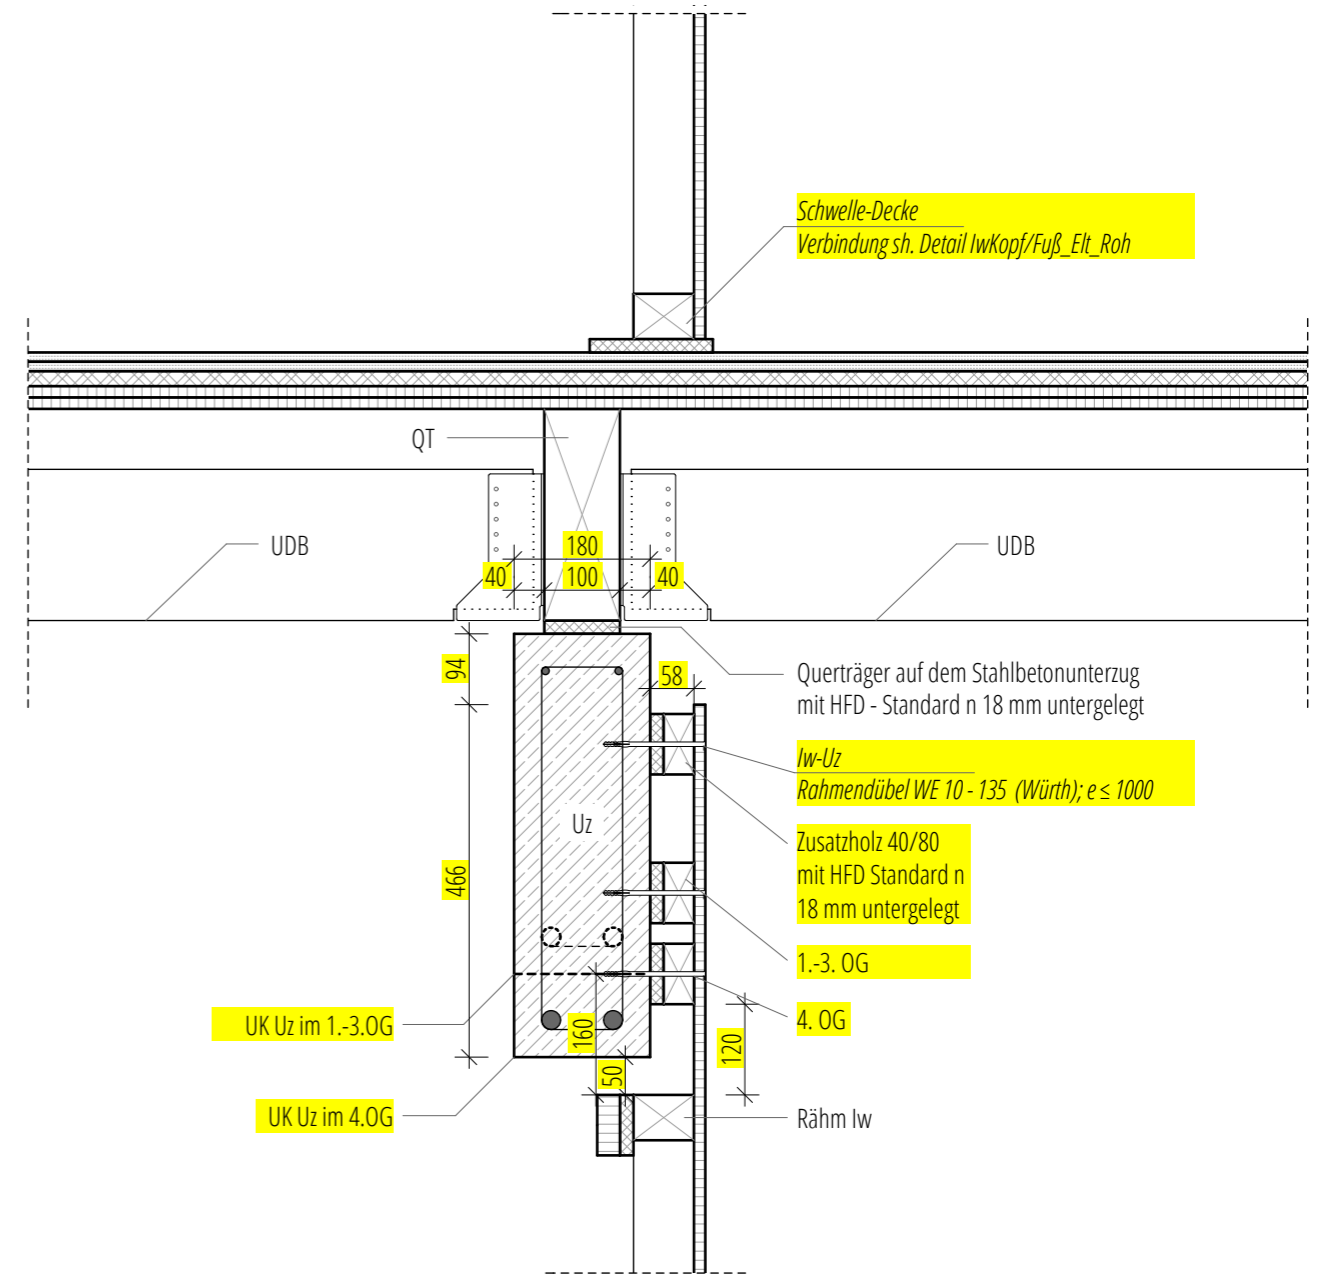 Schwelle-Decke
Verbindung sh. Detail IwKopf/Fuß_Elt_Roh
QT
UDB
UDB
180
40
100
40
94
58
Querträger auf dem Stahlbetonunterzug
mit HFD - Standard n 18 mm untergelegt
Iw-Uz
Rahmendübel WE 10 - 135 (Würth); e ≤ 1000
Uz
Zusatzholz 40/80
mit HFD Standard n
18 mm untergelegt
466
1.-3. OG
4. OG
UK Uz im 1.-3.OG
160
120
50
UK Uz im 4.OG
Rähm Iw